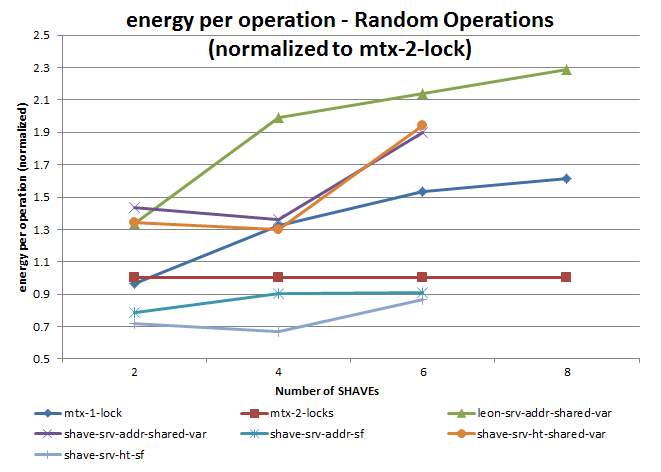 energy per operation - Random Operations
(normalized to mtx-2-lock)
2.5
2.3
2.1
1.9
1.7
1.5
1.3
1.1
0.9
0.7
0.5
energy per operation (normalized)
2 4 6 8
Number of SHAVEs
mtx-1-lock mtx-2-locks leon-srv-addr-shared-var
shave-srv-addr-shared-var shave-srv-addr-sf shave-srv-ht-shared-var
shave-srv-ht-sf